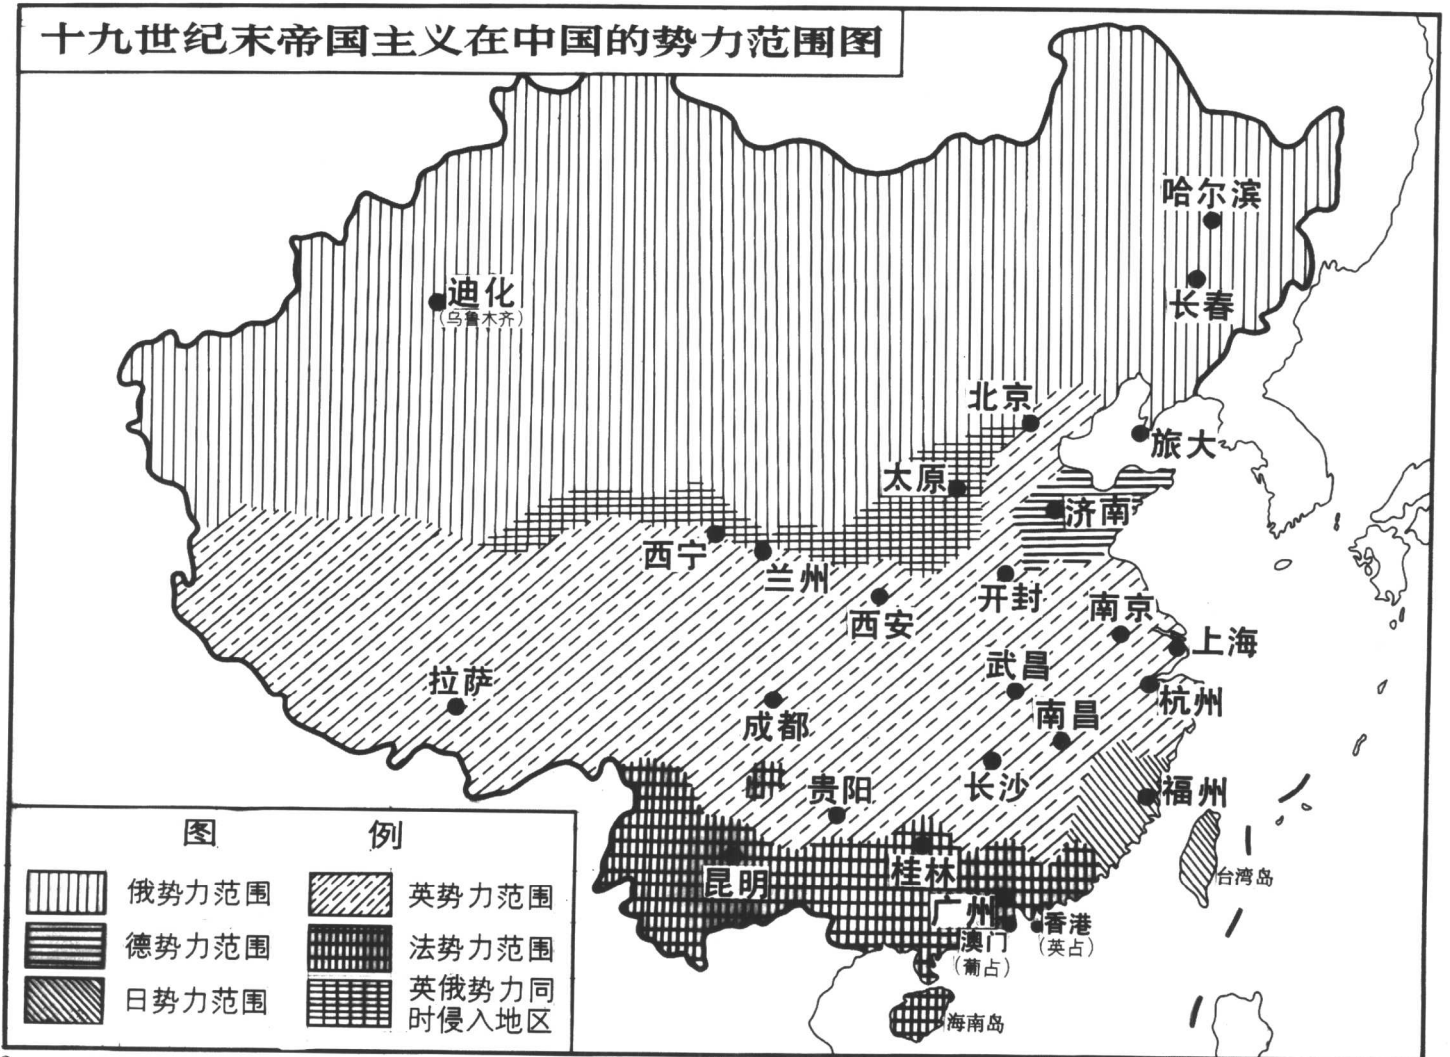 十九世纪末帝国主义在中国的势力范围图
哈尔滨
长春
迪化
(乌鲁木齐)
北京
旅大
太原
济南
西宁
兰州
开封
西安
南京
上海
武昌
拉萨
杭州
南昌
成都
长沙
贵阳
福州
桂林
昆明
台湾岛
广州
香港
(英占)
澳门
(葡占)
海南岛
图 例
俄势力范围
英势力范围
德势力范围
法势力范围
日势力范围
英俄势力同
时侵入地区